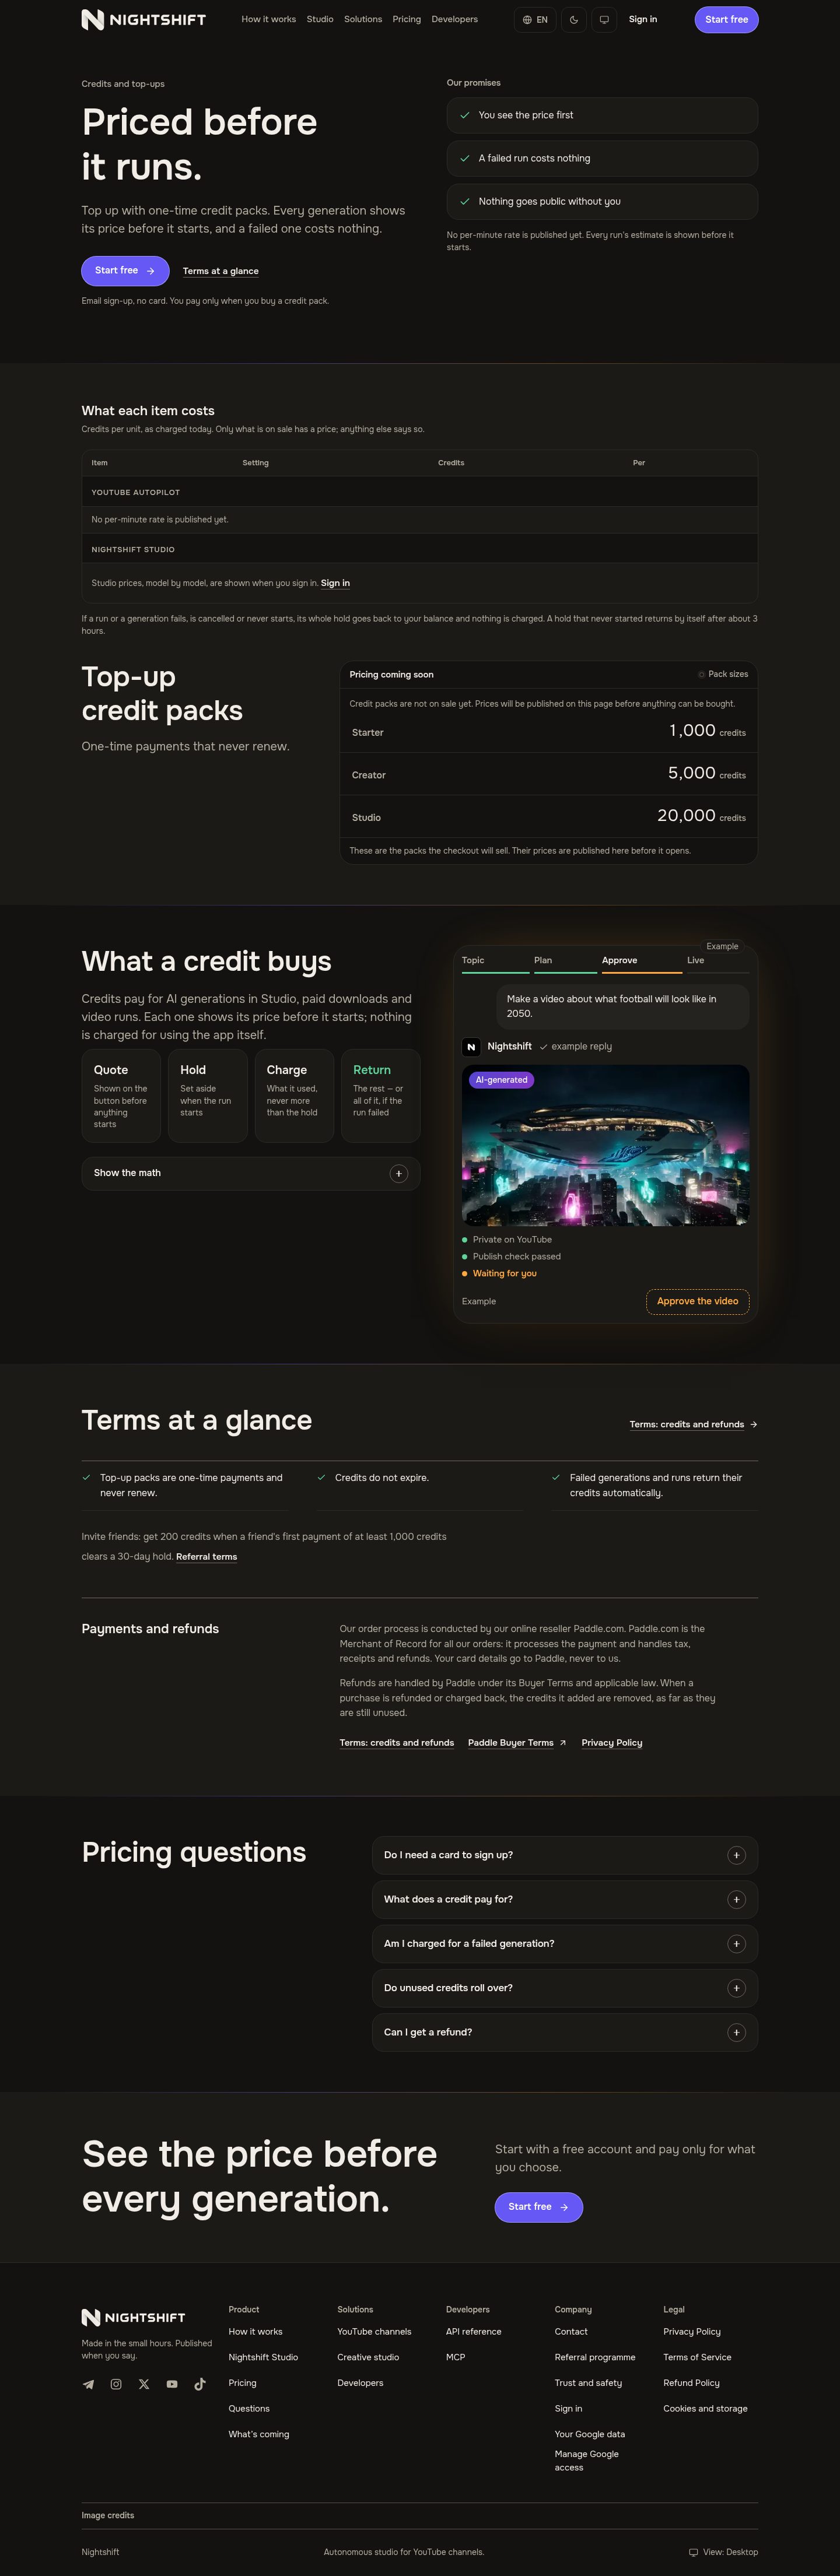 NIGHTSHIFT
How it works
Studio
Solutions
Pricing
Developers
EN
Sign in
Start free
Credits and top-ups
Priced before
it runs.
Top up with one-time credit packs. Every generation shows
its price before it starts, and a failed one costs nothing.
Start free
Terms at a glance
Email sign-up, no card. You pay only when you buy a credit pack.
Our promises
You see the price first
A failed run costs nothing
Nothing goes public without you
No per-minute rate is published yet. Every run's estimate is shown before it
starts.
What each item costs
Credits per unit, as charged today. Only what is on sale has a price; anything else says so.
Item
Setting
Credits
Per
YOUTUBE AUTOPILOT
No per-minute rate is published yet.
NIGHTSHIFT STUDIO
Studio prices, model by model, are shown when you sign in. Sign in
If a run or a generation fails, is cancelled or never starts, its whole hold goes back to your balance and nothing is charged. A hold that never started returns by itself after about 3
hours.
Top-up
credit packs
One-time payments that never renew.
Pricing coming soon
Pack sizes
Credit packs are not on sale yet. Prices will be published on this page before anything can be bought.
Starter
1,000 credits
Creator
5,000 credits
Studio
20,000 credits
These are the packs the checkout will sell. Their prices are published here before it opens.
What a credit buys
Credits pay for AI generations in Studio, paid downloads and
video runs. Each one shows its price before it starts; nothing
is charged for using the app itself.
Quote
Shown on the
button before
anything
starts
Hold
Set aside
when the run
starts
Charge
What it used,
never more
than the hold
Return
The rest — or
all of it, if the
run failed
Show the math
Example
Topic
Plan
Approve
Live
Make a video about what football will look like in
2050.
Nightshift
example reply
AI-generated
Private on YouTube
Publish check passed
Waiting for you
Example
Approve the video
Terms at a glance
Terms: credits and refunds
Top-up packs are one-time payments and
never renew.
Credits do not expire.
Failed generations and runs return their
credits automatically.
Invite friends: get 200 credits when a friend's first payment of at least 1,000 credits
clears a 30-day hold. Referral terms
Payments and refunds
Our order process is conducted by our online reseller Paddle.com. Paddle.com is the
Merchant of Record for all our orders: it processes the payment and handles tax,
receipts and refunds. Your card details go to Paddle, never to us.
Refunds are handled by Paddle under its Buyer Terms and applicable law. When a
purchase is refunded or charged back, the credits it added are removed, as far as they
are still unused.
Terms: credits and refunds
Paddle Buyer Terms
Privacy Policy
Pricing questions
Do I need a card to sign up?
What does a credit pay for?
Am I charged for a failed generation?
Do unused credits roll over?
Can I get a refund?
See the price before
every generation.
Start with a free account and pay only for what
you choose.
Start free
NIGHTSHIFT
Made in the small hours. Published
when you say.
Product
How it works
Nightshift Studio
Pricing
Questions
What's coming
Solutions
YouTube channels
Creative studio
Developers
Developers
API reference
MCP
Company
Contact
Referral programme
Trust and safety
Sign in
Your Google data
Manage Google
access
Legal
Privacy Policy
Terms of Service
Refund Policy
Cookies and storage
Image credits
Nightshift
Autonomous studio for YouTube channels.
View: Desktop